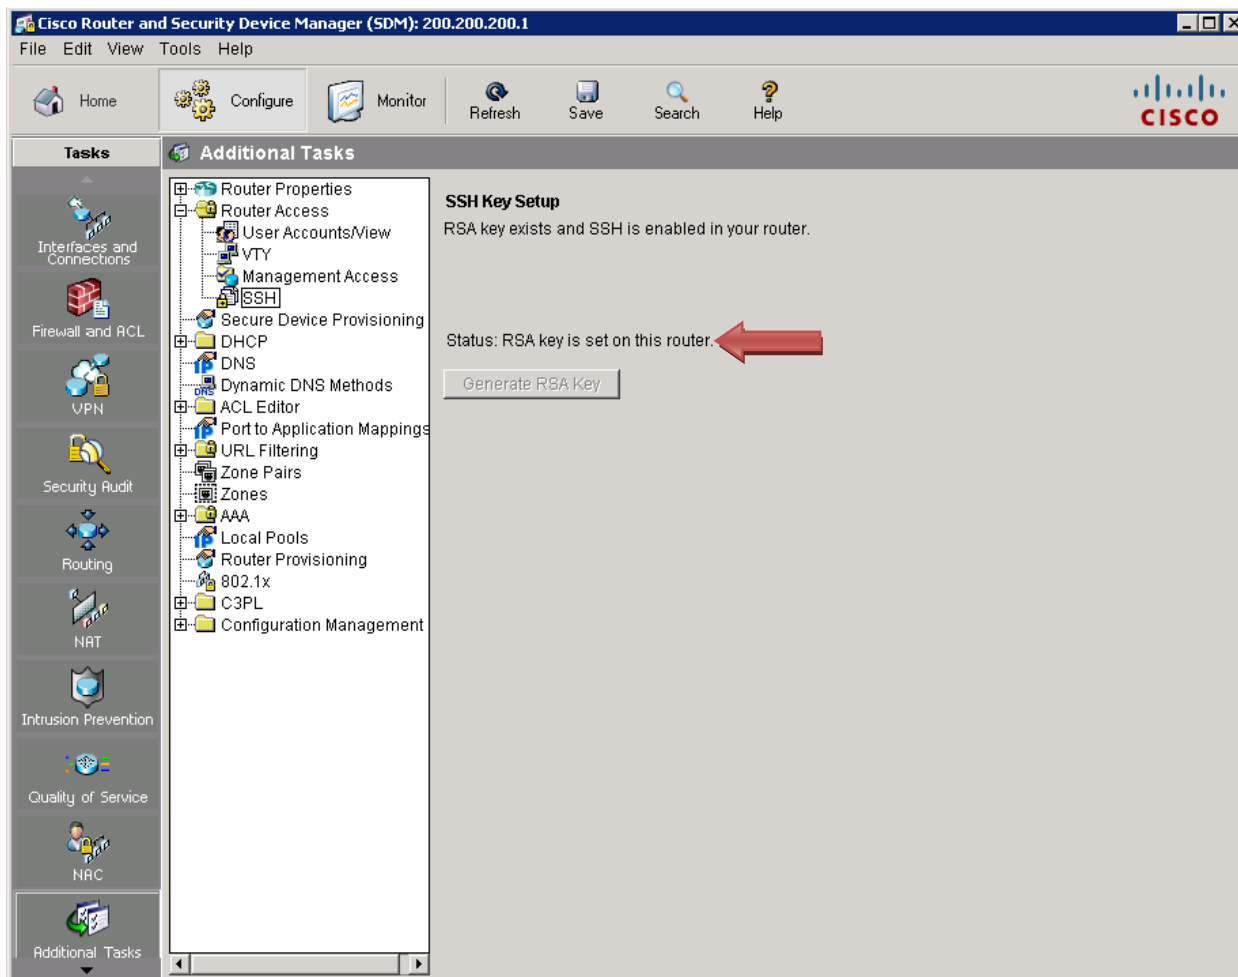 Cisco Router and Security Device Manager (SDM): 200.200.200.1
File Edit View Tools Help
Home
Configure
Monitor
Refresh
Save
Search
Help
CISCO
Tasks
Additional Tasks
Interfaces and
Connections
Firewall and ACL
VPN
Security Audit
Routing
NAT
Intrusion Prevention
Quality of Service
NAC
Additional Tasks
Router Properties
Router Access
User Accounts/View
VTY
Management Access
SSH
Secure Device Provisioning
DHCP
DNS
Dynamic DNS Methods
ACL Editor
Port to Application Mappings
URL Filtering
Zone Pairs
Zones
AAA
Local Pools
Router Provisioning
802.1x
C3PL
Configuration Management
SSH Key Setup
RSA key exists and SSH is enabled in your router.
Status: RSA key is set on this router.
Generate RSA Key